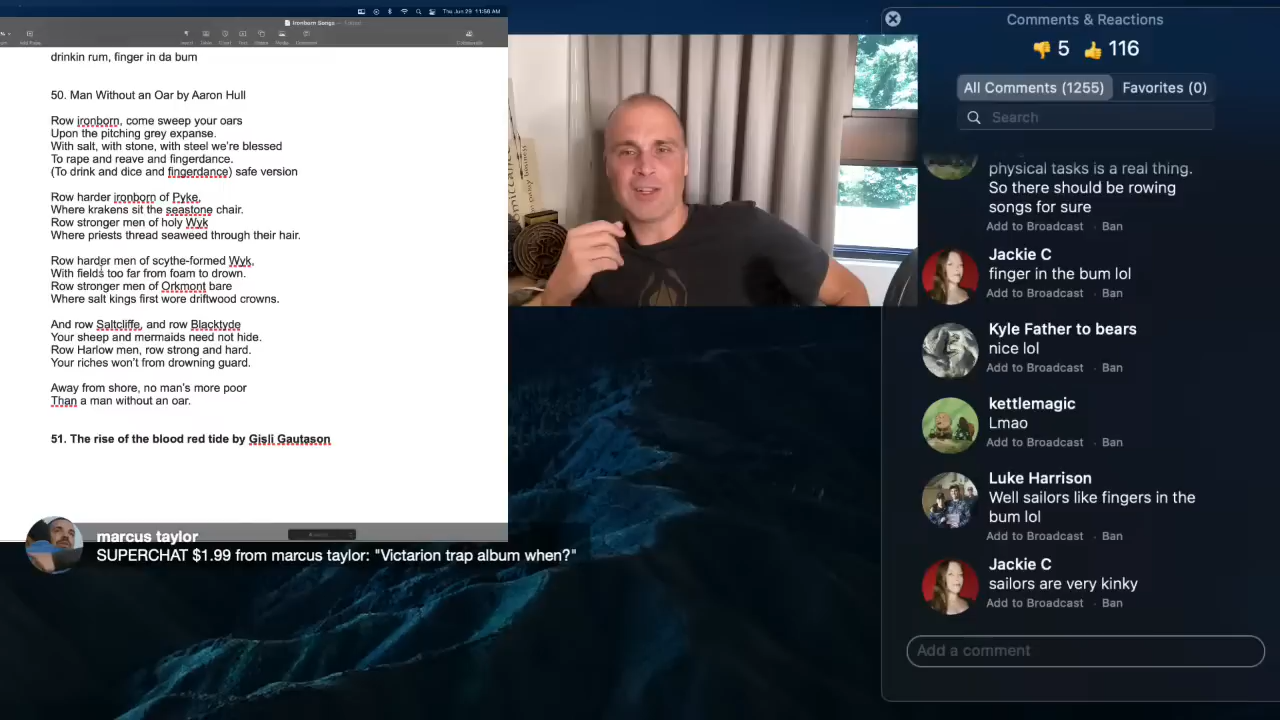 Thu Jun 29 11:56 AM
Ironborn Songs — Edited
drinkin rum, finger in da bum
50. Man Without an Oar by Aaron Hull
Row ironborn, come sweep your oars
Upon the pitching grey expanse.
With salt, with stone, with steel we're blessed
To rape and reave and fingerdance.
(To drink and dice and fingerdance) safe version
Row harder ironborn of Pyke,
Where krakens sit the seastone chair.
Row stronger men of holy Wyk
Where priests thread seaweed through their hair.
Row harder men of scythe-formed Wyk,
With fields too far from foam to drown.
Row stronger men of Orkmont bare
Where salt kings first wore driftwood crowns.
And row Saltcliffe, and row Blacktyde
Your sheep and mermaids need not hide.
Row Harlow men, row strong and hard.
Your riches won't from drowning guard.
Away from shore, no man's more poor
Than a man without an oar.
51. The rise of the blood red tide by Gisli Gautason
marcus taylor
SUPERCHAT $1.99 from marcus taylor: "Victarion trap album when?"
Comments & Reactions
5 116
All Comments (1255) Favorites (0)
Search
physical tasks is a real thing.
So there should be rowing
songs for sure
Add to Broadcast · Ban
Jackie C
finger in the bum lol
Add to Broadcast · Ban
Kyle Father to bears
nice lol
Add to Broadcast · Ban
kettlemagic
Lmao
Add to Broadcast · Ban
Luke Harrison
Well sailors like fingers in the
bum lol
Add to Broadcast · Ban
Jackie C
sailors are very kinky
Add to Broadcast · Ban
Add a comment